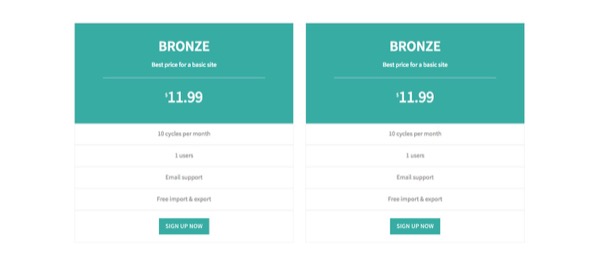 BRONZE
Best price for a basic site
$11.99
10 cycles per month
1 users
Email support
Free import & export
SIGN UP NOW
BRONZE
Best price for a basic site
$11.99
10 cycles per month
1 users
Email support
Free import & export
SIGN UP NOW